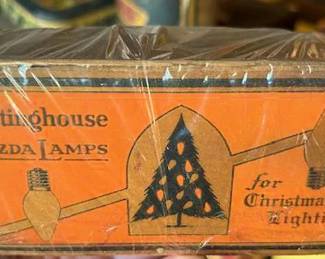 tinghouse
ZDA LAMPS
for
Christma
Lighti